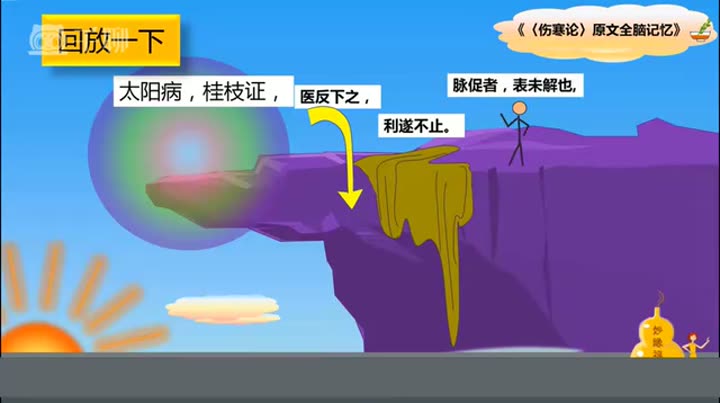 回放一下
《〈伤寒论〉原文全脑记忆》
太阳病，桂枝证，
医反下之，
利遂不止。
脉促者，表未解也,